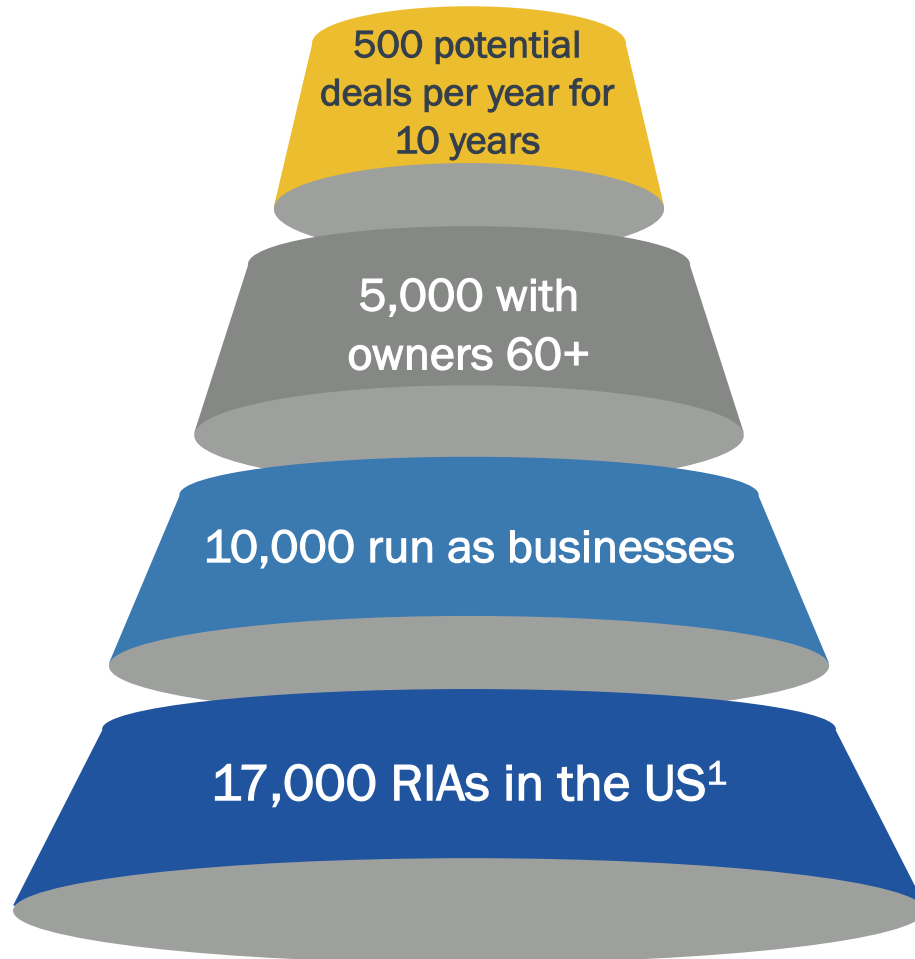 500 potential
deals per year for
10 years
5,000 with
owners 60+
10,000 run as businesses
17,000 RIAs in the US¹